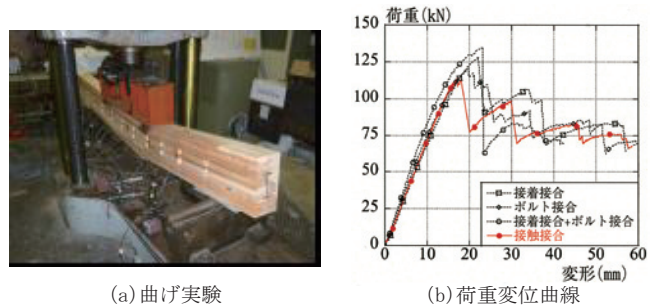 荷重(kN)
150
125
100
75
50
25
0
接着接合
ボルト接合
接着接合+ボルト接合
接触接合
0 10 20 30 40 50 60
変形(mm)
(a)曲げ実験
(b)荷重変位曲線